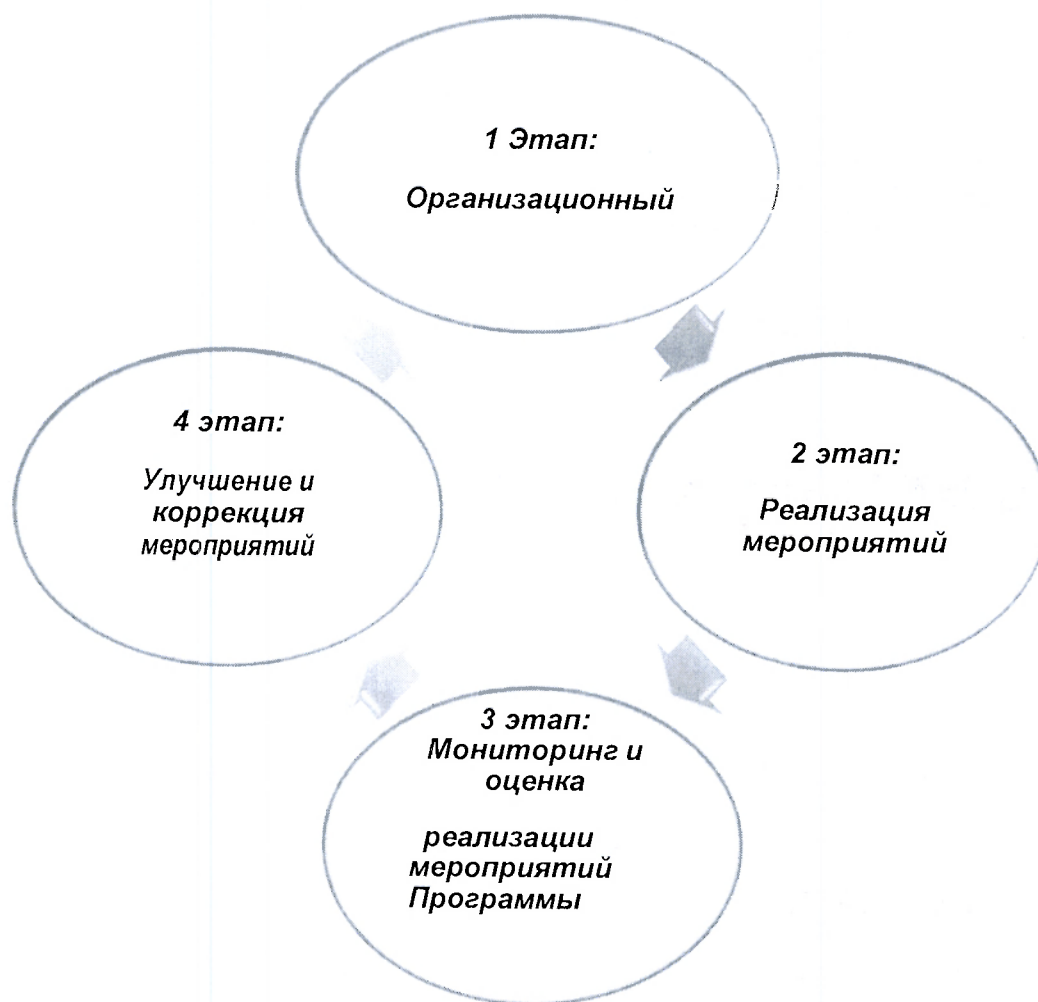 1 Этап:
Организационный
2 этап:
Реализация
мероприятий
3 этап:
Мониторинг и
оценка
реализации
мероприятий
Программы
4 этап:
Улучшение и
коррекция
мероприятий